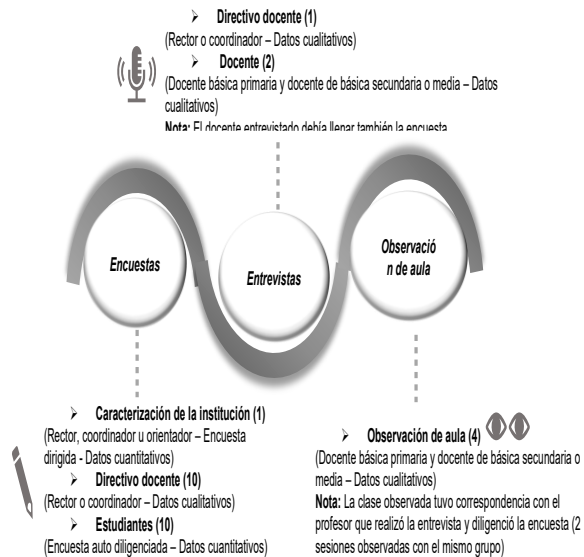 ➢ Directivo docente (1)
(Rector o coordinador – Datos cualitativos)
➢ Docente (2)
(Docente básica primaria y docente de básica secundaria o media – Datos
cualitativos)
Nota: El docente entrevistado debía llenar también la encuesta
Encuestas
Entrevistas
Observació
n de aula
➢ Caracterización de la institución (1)
(Rector, coordinador u orientador – Encuesta
dirigida - Datos cuantitativos)
➢ Directivo docente (10)
(Rector o coordinador – Datos cualitativos)
➢ Estudiantes (10)
(Encuesta auto diligenciada – Datos cuantitativos)
➢ Observación de aula (4)
(Docente básica primaria y docente de básica secundaria o
media – Datos cualitativos)
Nota: La clase observada tuvo correspondencia con el
profesor que realizó la entrevista y diligenció la encuesta (2
sesiones observadas con el mismo grupo)